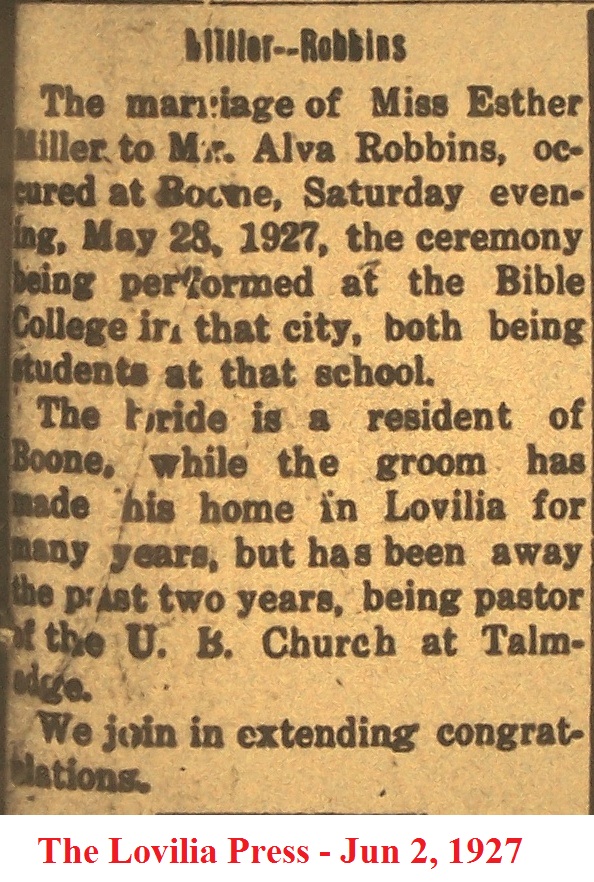 Miller--Robbins
The marriage of Miss Esther
Miller to Mr. Alva Robbins, oc-
cured at Boone, Saturday even-
ing, May 28, 1927, the ceremony
being performed at the Bible
College in that city, both being
students at that school.
The bride is a resident of
Boone, while the groom has
made his home in Lovilia for
many years, but has been away
the past two years, being pastor
of the U. B. Church at Talm-
adge.
We join in extending congrat-
ulations.
The Lovilia Press - Jun 2, 1927